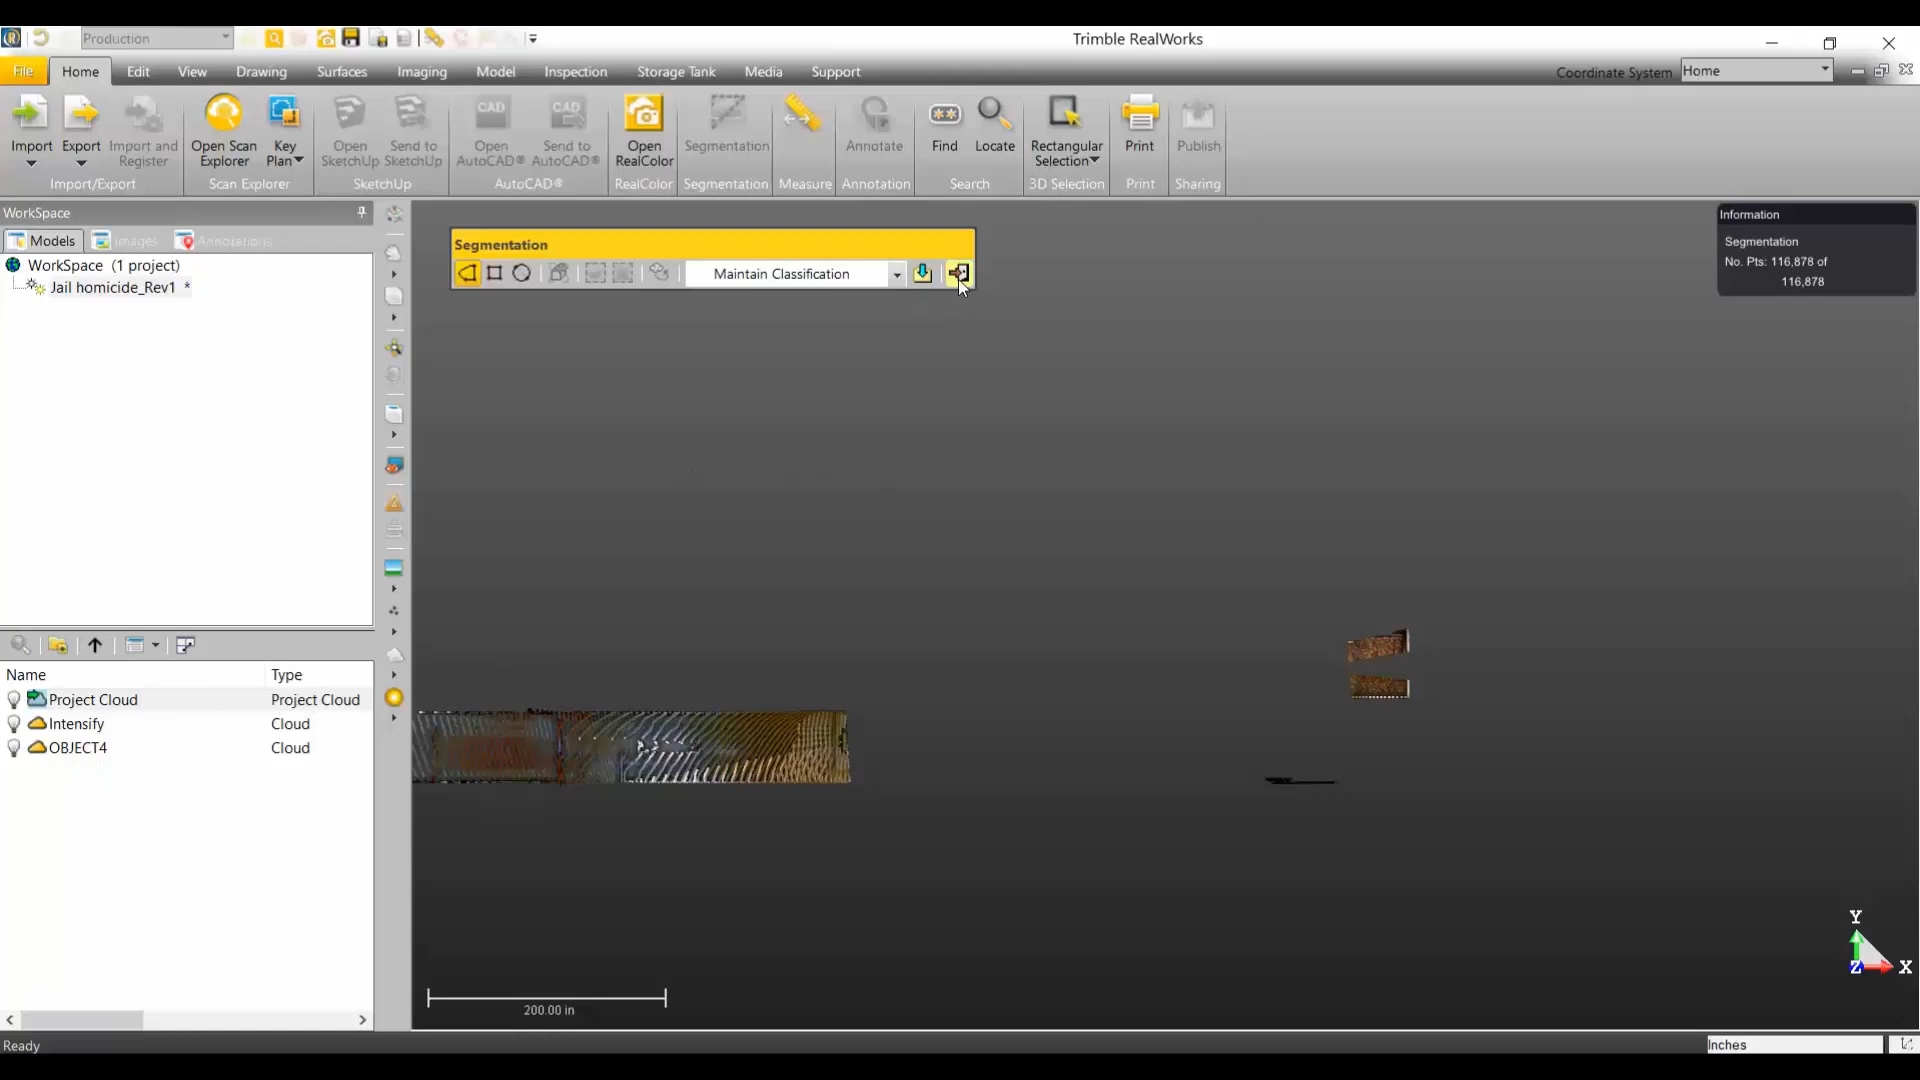 Production
Trimble RealWorks
File Home Edit View Drawing Surfaces Imaging Model Inspection Storage Tank Media Support
Coordinate System Home
Import Export Import and Register
Open Scan Explorer Key Plan
Open SketchUp Send to SketchUp
CAD Open AutoCAD® CAD Send to AutoCAD®
Open RealColor Segmentation
Annotate Find Locate
Rectangular Selection Print Publish
Import/Export Scan Explorer SketchUp AutoCAD® RealColor Segmentation Measure Annotation Search 3D Selection Print Sharing
WorkSpace
Models Images Annotations
WorkSpace (1 project)
Jail homicide_Rev1 *
Segmentation
Maintain Classification
Information
Segmentation
No. Pts: 116,878 of
116,878
Name Type
Project Cloud Project Cloud
Intensify Cloud
OBJECT4 Cloud
200.00 in
Y
Z X
Ready
Inches